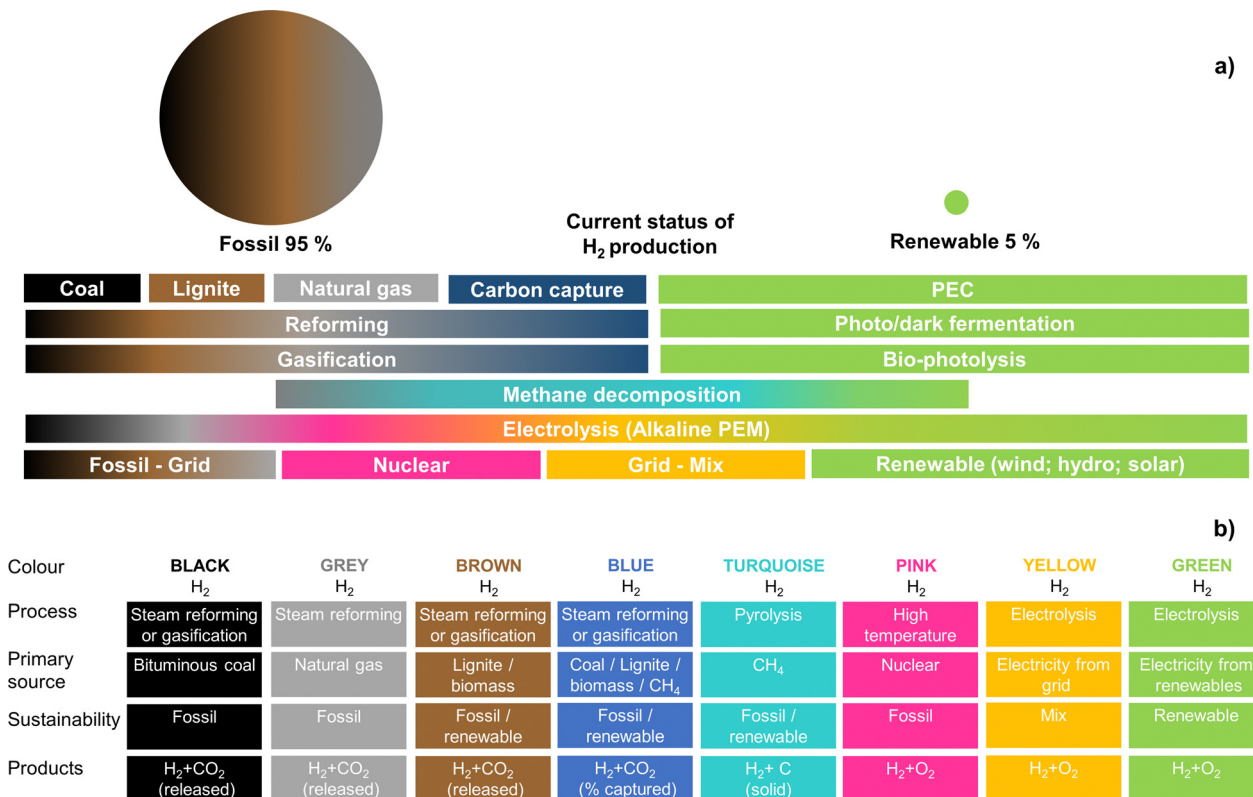 a)
Current status of
H₂ production
Fossil 95 %
Renewable 5 %
Coal Lignite Natural gas Carbon capture PEC
Reforming Photo/dark fermentation
Gasification Bio-photolysis
Methane decomposition
Electrolysis (Alkaline PEM)
Fossil - Grid Nuclear Grid - Mix Renewable (wind; hydro; solar)
b)
Colour BLACK GREY BROWN BLUE TURQUOISE PINK YELLOW GREEN
H₂ H₂ H₂ H₂ H₂ H₂ H₂ H₂
Process Steam reforming Steam reforming Steam reforming Steam reforming Pyrolysis High Electrolysis Electrolysis
or gasification or gasification or gasification temperature
Primary Bituminous coal Natural gas Lignite / Coal / Lignite / CH₄ Nuclear Electricity from Electricity from
source biomass biomass / CH₄ grid renewables
Sustainability Fossil Fossil Fossil / Fossil / Fossil / Fossil Mix Renewable
renewable renewable renewable
Products H₂+CO₂ H₂+CO₂ H₂+CO₂ H₂+CO₂ H₂+ C H₂+O₂ H₂+O₂ H₂+O₂
(released) (released) (released) (% captured) (solid)